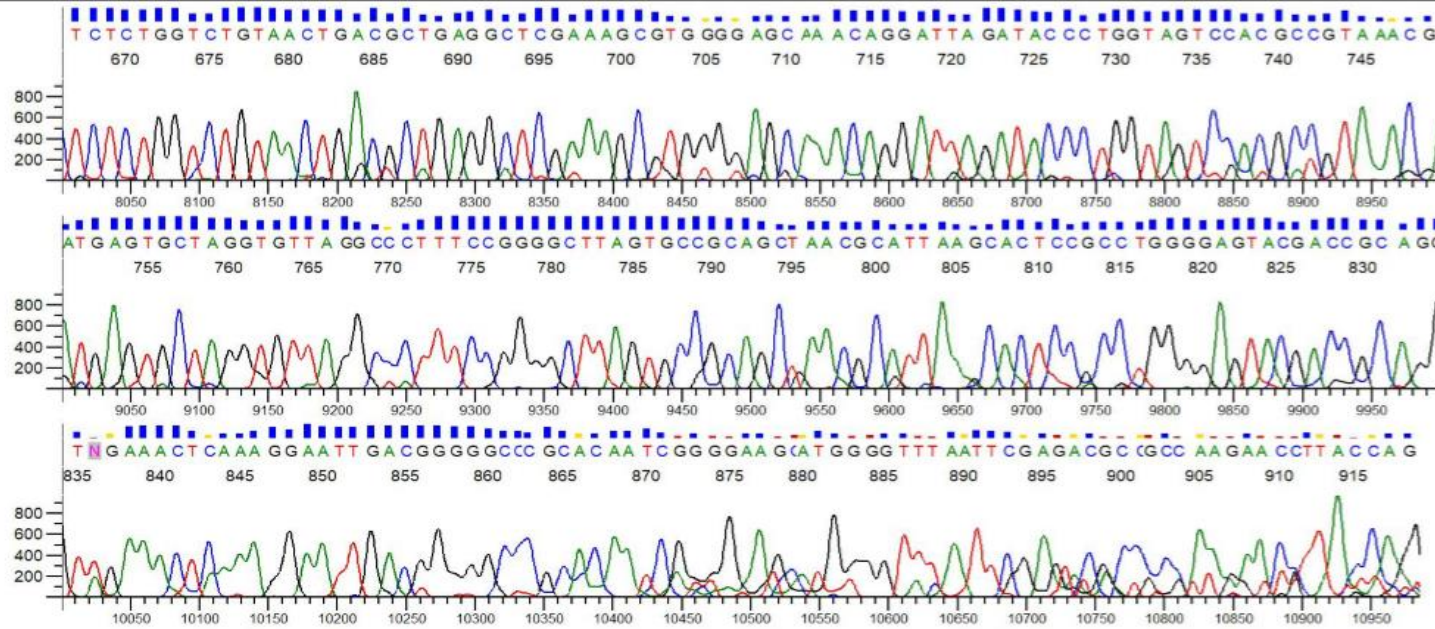 TCTCTGGTCTGTAACTGACGCTGAGGCTCGAAAGCGTGGGGAGCAAACAGGATTAGATACCCTGGTAGTCCACGCCGTAAACG
670 675 680 685 690 695 700 705 710 715 720 725 730 735 740 745
800
600
400
200
8050 8100 8150 8200 8250 8300 8350 8400 8450 8500 8550 8600 8650 8700 8750 8800 8850 8900 8950
ATGAGTGCTAGGTGTTAGGCCCTTTCCGGGGCTTAGTGCCGCAGCTAACGCATTAAGCACTCCGCCTGGGGAGTACGACCGCAGG
755 760 765 770 775 780 785 790 795 800 805 810 815 820 825 830
800
600
400
200
9050 9100 9150 9200 9250 9300 9350 9400 9450 9500 9550 9600 9650 9700 9750 9800 9850 9900 9950
TNGAAACTCAAAGGAATTGACGGGGGCCCGCACAATCGGGGAAGCATGGGGTTTAATTCGAGACGCCGCCAAGAACCTTACCAG
835 840 845 850 855 860 865 870 875 880 885 890 895 900 905 910 915
800
600
400
200
10050 10100 10150 10200 10250 10300 10350 10400 10450 10500 10550 10600 10650 10700 10750 10800 10850 10900 10950